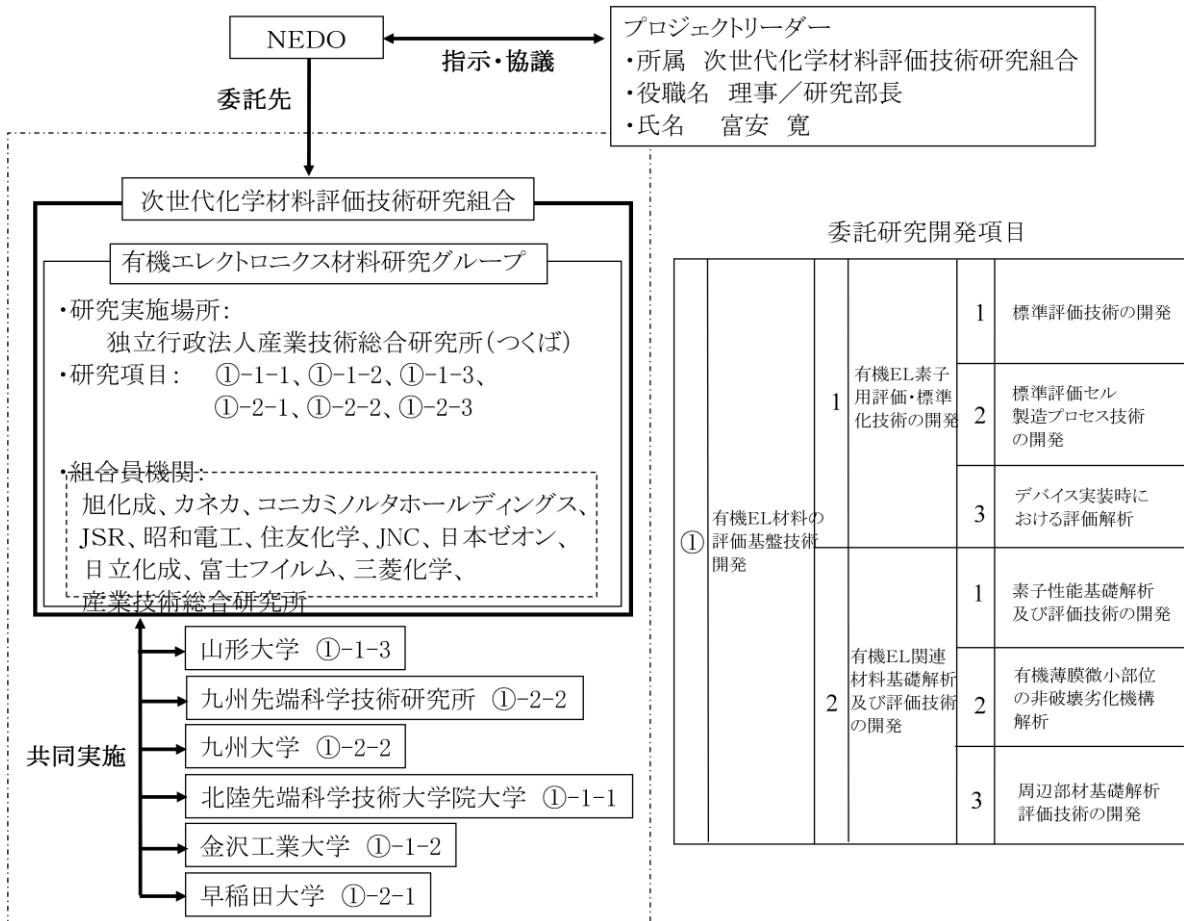 NEDO
指示・協議
プロジェクトリーダー
・所属 次世代化学材料評価技術研究組合
・役職名 理事／研究部長
・氏名 富安 寛
委託先
次世代化学材料評価技術研究組合
有機エレクトロニクス材料研究グループ
・研究実施場所：
独立行政法人産業技術総合研究所（つくば）
・研究項目： ①-1-1、①-1-2、①-1-3、
①-2-1、①-2-2、①-2-3
・組合員機関：
旭化成、カネカ、コニカミノルタホールディングス、
JSR、昭和電工、住友化学、JNC、日本ゼオン、
日立化成、富士フイルム、三菱化学、
産業技術総合研究所
共同実施
山形大学 ①-1-3
九州先端科学技術研究所 ①-2-2
九州大学 ①-2-2
北陸先端科学技術大学院大学 ①-1-1
金沢工業大学 ①-1-2
早稲田大学 ①-2-1
委託研究開発項目
①
有機EL材料の
評価基盤技術
開発
1
有機EL素子
用評価・標準
化技術の開発
1
標準評価技術の開発
2
標準評価セル
製造プロセス技術
の開発
3
デバイス実装時に
おける評価解析
2
有機EL関連
材料基礎解析
及び評価技術
の開発
1
素子性能基礎解析
及び評価技術の開発
2
有機薄膜微小部位
の非破壊劣化機構
解析
3
周辺部材基礎解析
評価技術の開発